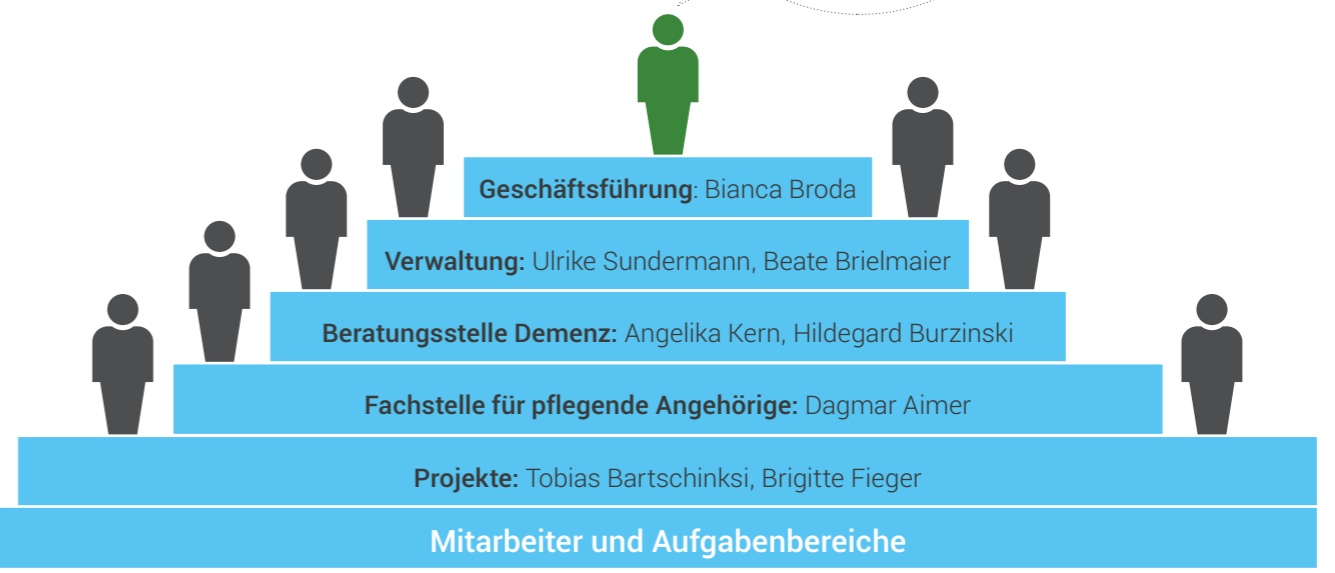 Geschäftsführung: Bianca Broda
Verwaltung: Ulrike Sundermann, Beate Brielmaier
Beratungsstelle Demenz: Angelika Kern, Hildegard Burzinski
Fachstelle für pflegende Angehörige: Dagmar Aimer
Projekte: Tobias Bartschinksi, Brigitte Fieger
Mitarbeiter und Aufgabenbereiche